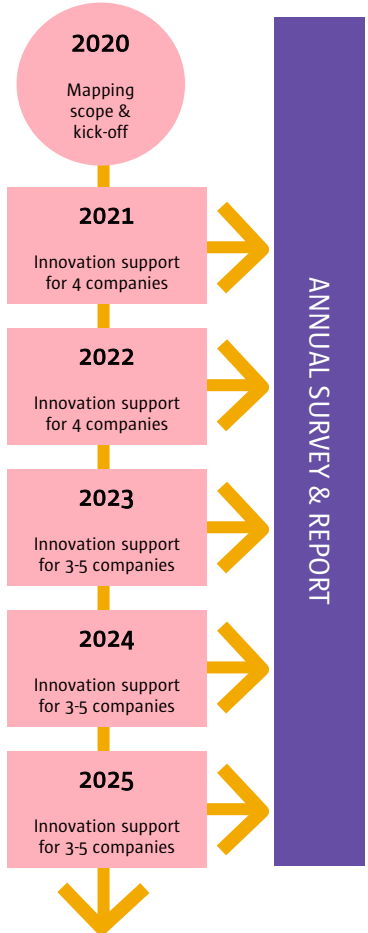 2020
Mapping
scope &
kick-off
2021
Innovation support
for 4 companies
2022
Innovation support
for 4 companies
2023
Innovation support
for 3-5 companies
2024
Innovation support
for 3-5 companies
2025
Innovation support
for 3-5 companies
ANNUAL SURVEY & REPORT